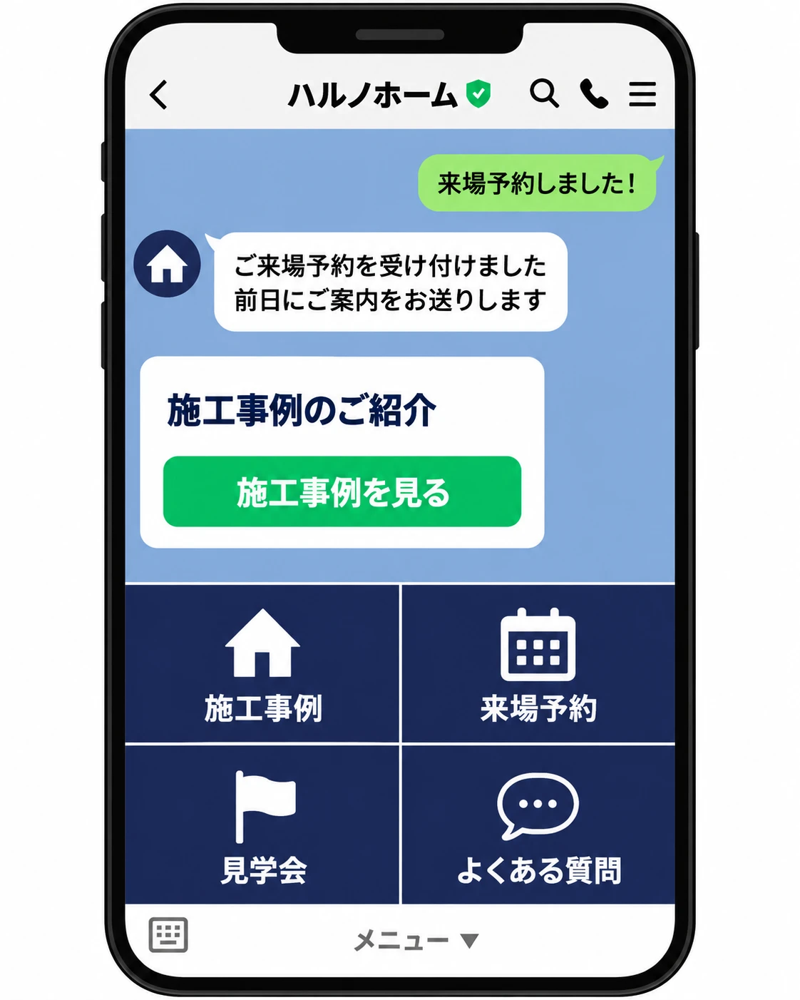 ハルノホーム
来場予約しました!
ご来場予約を受け付けました
前日にご案内をお送りします
施工事例のご紹介
施工事例を見る
施工事例
来場予約
見学会
よくある質問
メニュー ▼